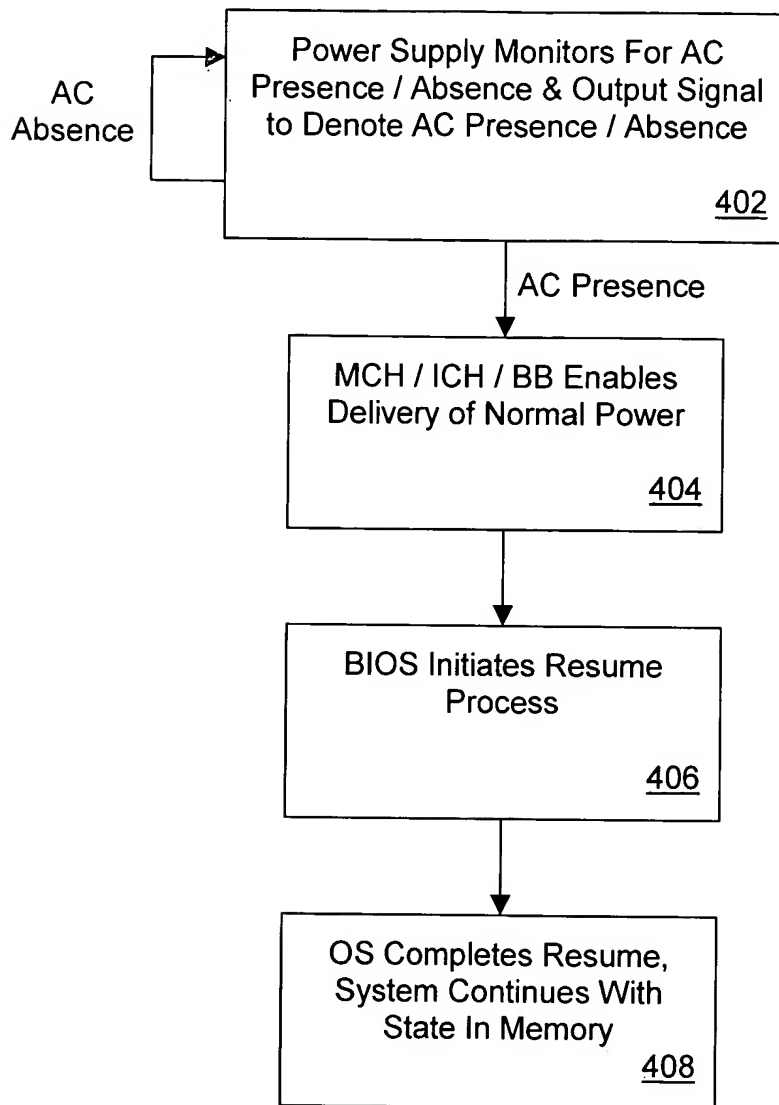 Power Supply Monitors For AC
Presence / Absence & Output Signal
to Denote AC Presence / Absence
402
AC
Absence
AC Presence
MCH / ICH / BB Enables
Delivery of Normal Power
404
BIOS Initiates Resume
Process
406
OS Completes Resume,
System Continues With
State In Memory
408